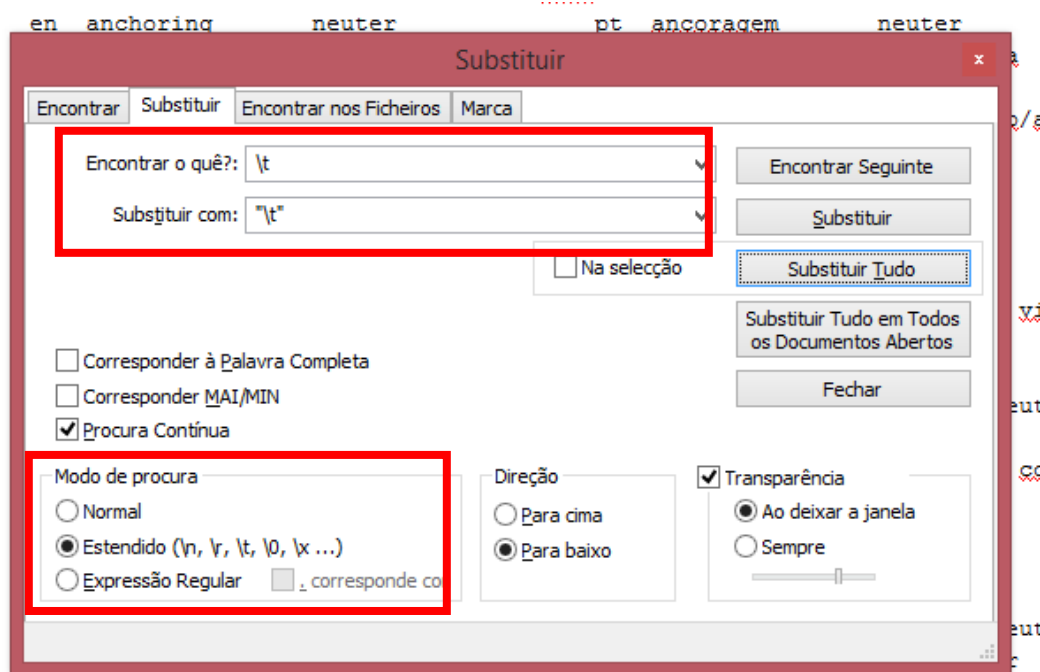 en anchoring neuter pt ancoragem neuter
Substituir
Encontrar Substituir Encontrar nos Ficheiros Marca
Encontrar o quê?: \t Encontrar Seguinte
Substituir com: "\t" Substituir
Na selecção Substituir Tudo
Substituir Tudo em Todos
os Documentos Abertos
Corresponder à Palavra Completa
Corresponder MAI/MIN Fechar
Procura Contínua
Modo de procura Direção Transparência
Normal Para cima Ao deixar a janela
Estendido (\n, \r, \t, \0, \x ...) Para baixo Sempre
Expressão Regular . corresponde co